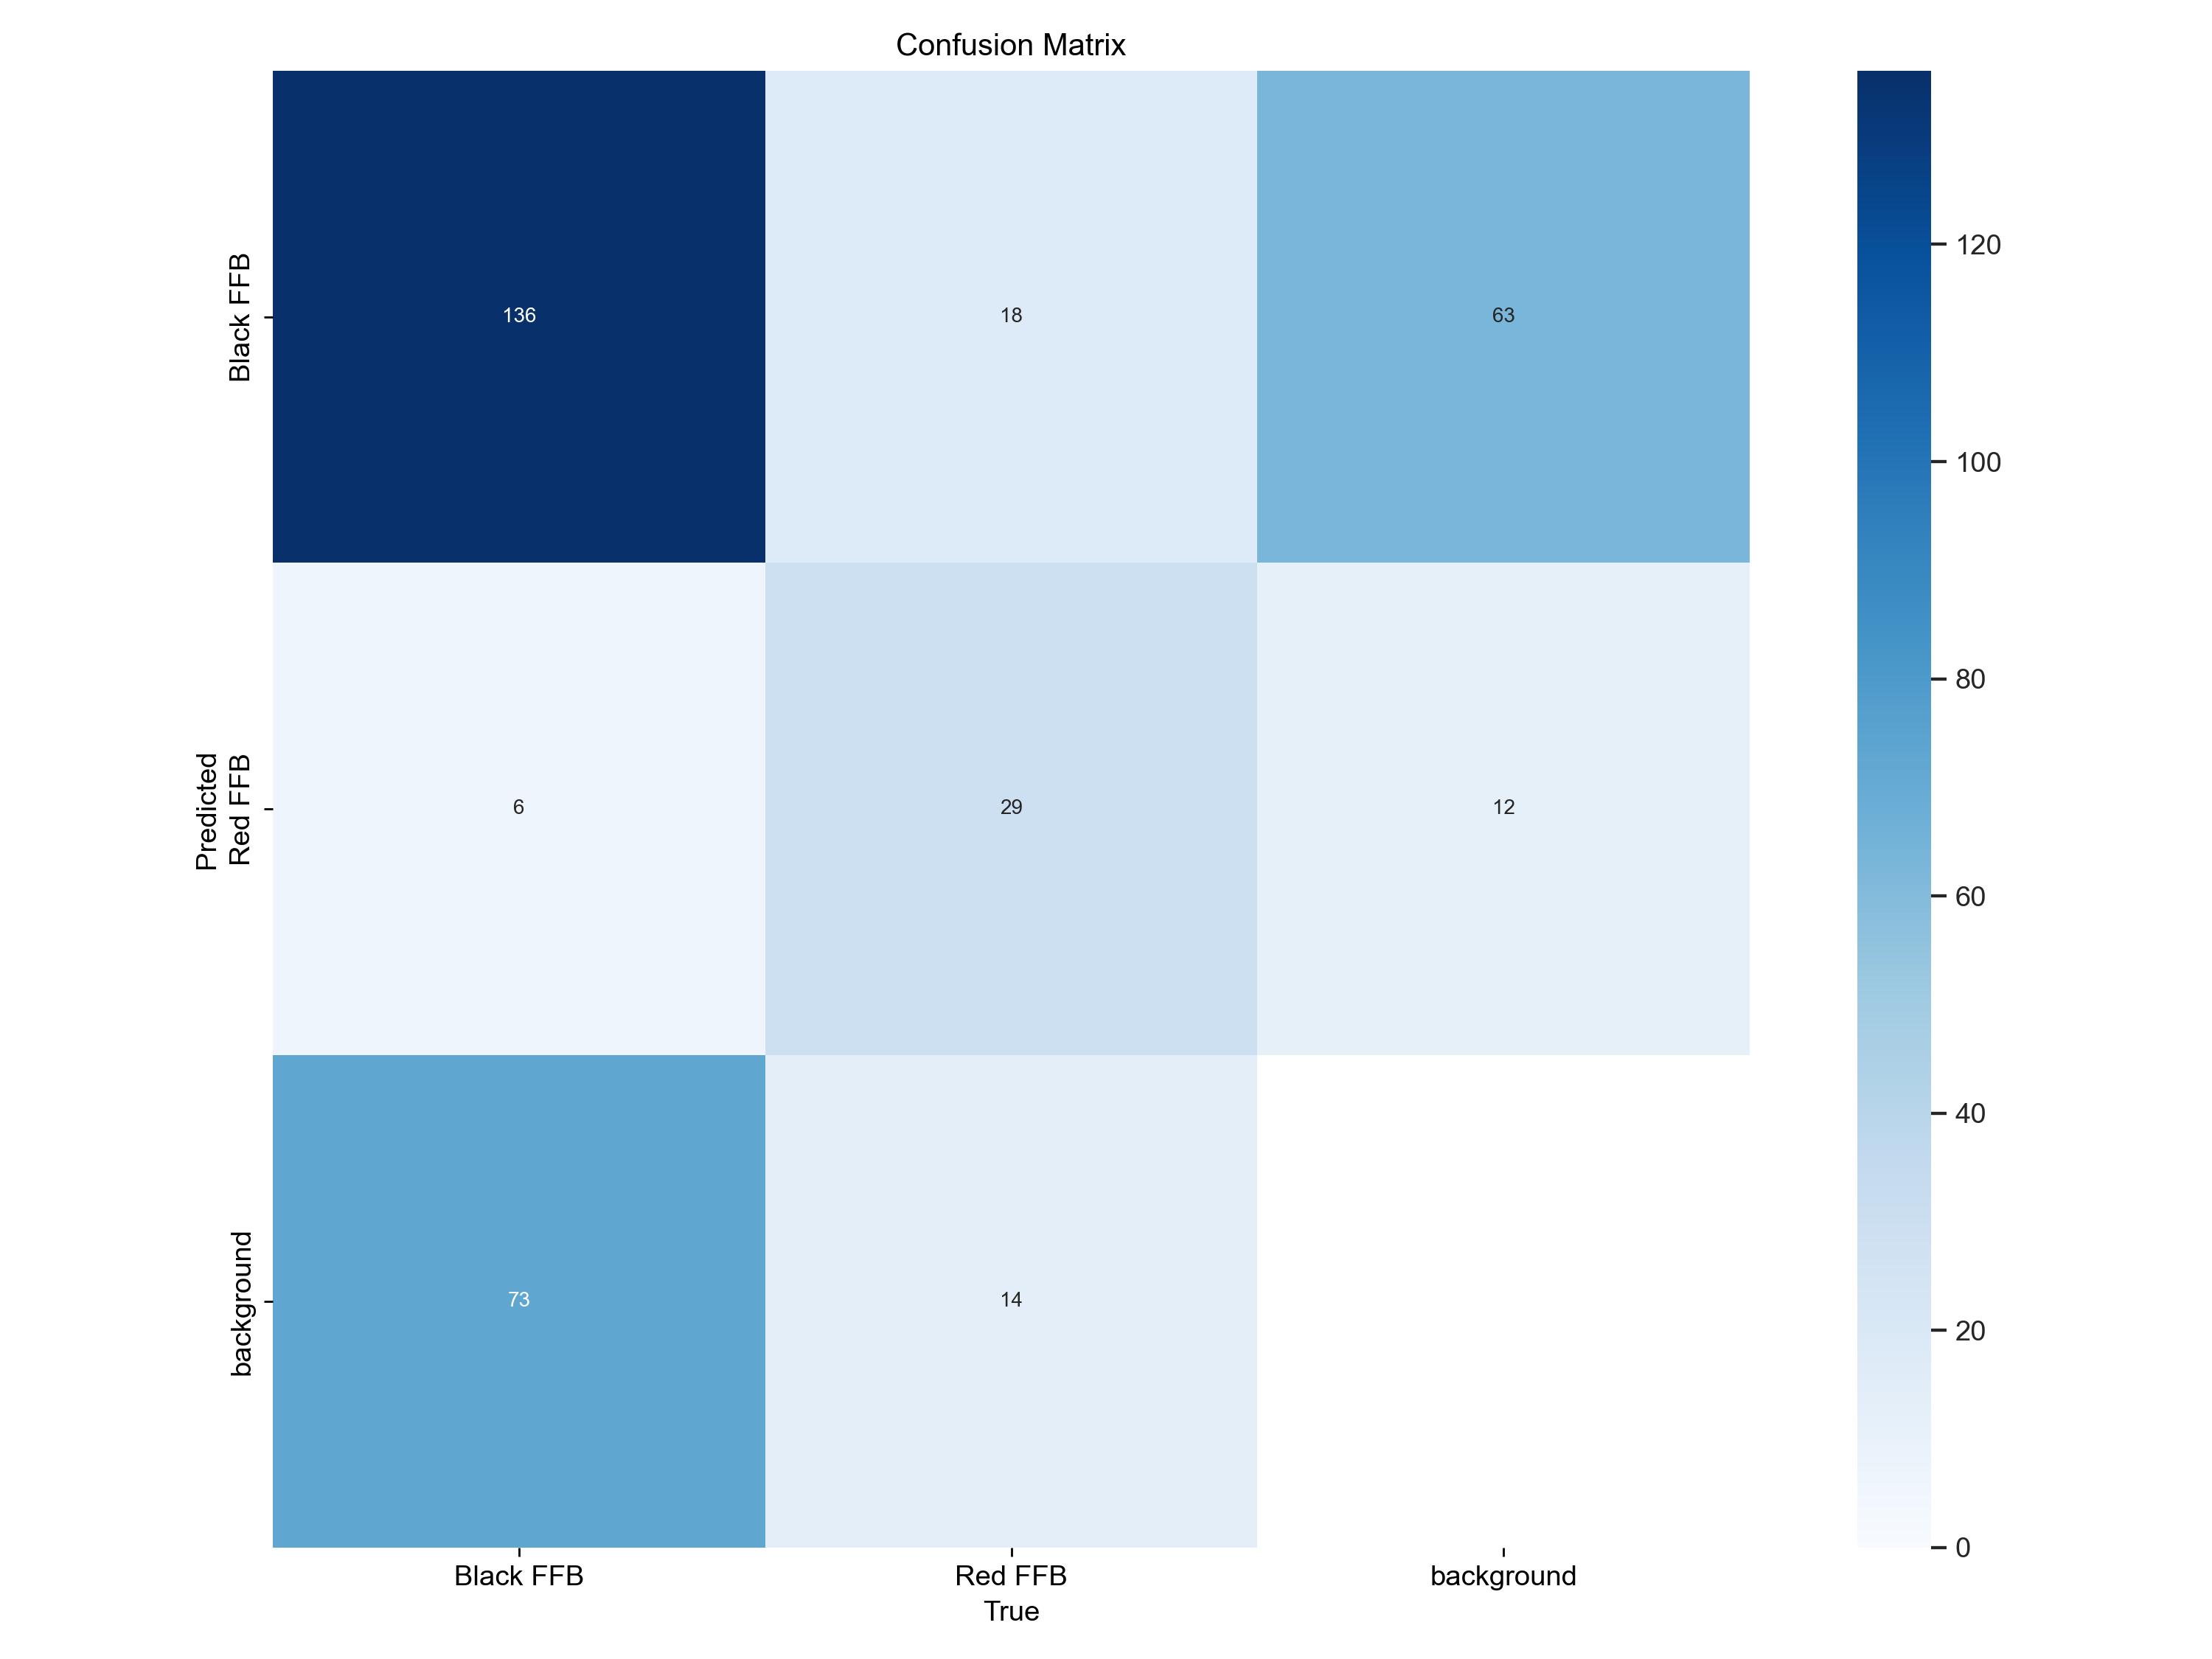 Confusion Matrix
Black FFB
136
18
63
120
100
80
60
40
20
0
Predicted
Red FFB
6
29
12
background
73
14
Black FFB
Red FFB
background
True